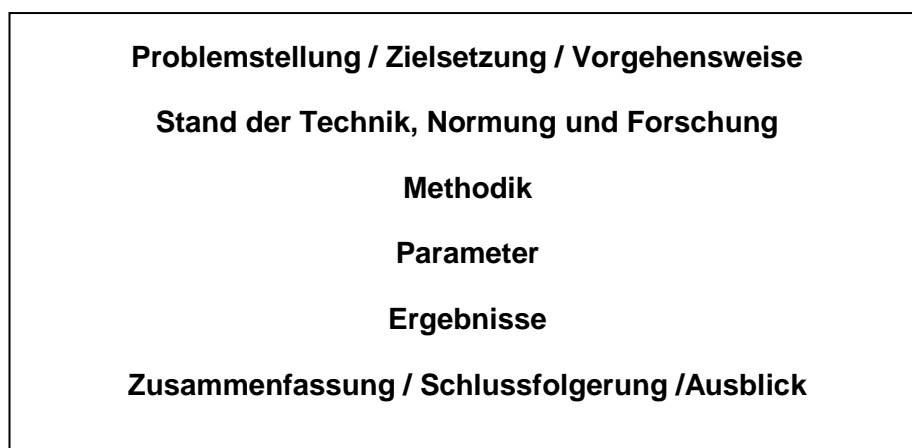 Problemstellung / Zielsetzung / Vorgehensweise
Stand der Technik, Normung und Forschung
Methodik
Parameter
Ergebnisse
Zusammenfassung / Schlussfolgerung /Ausblick